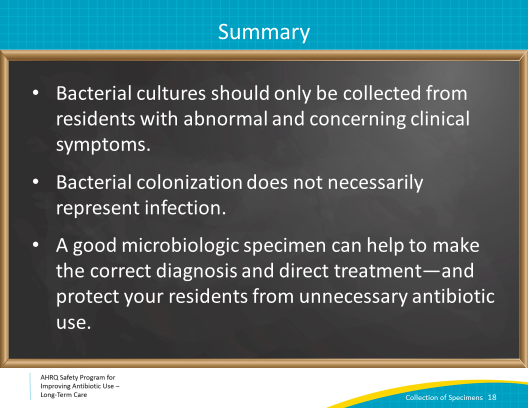 Summary
• Bacterial cultures should only be collected from
residents with abnormal and concerning clinical
symptoms.
• Bacterial colonization does not necessarily
represent infection.
• A good microbiologic specimen can help to make
the correct diagnosis and direct treatment—and
protect your residents from unnecessary antibiotic
use.
AHRQ Safety Program for
Improving Antibiotic Use –
Long-Term Care
Collection of Specimens 18